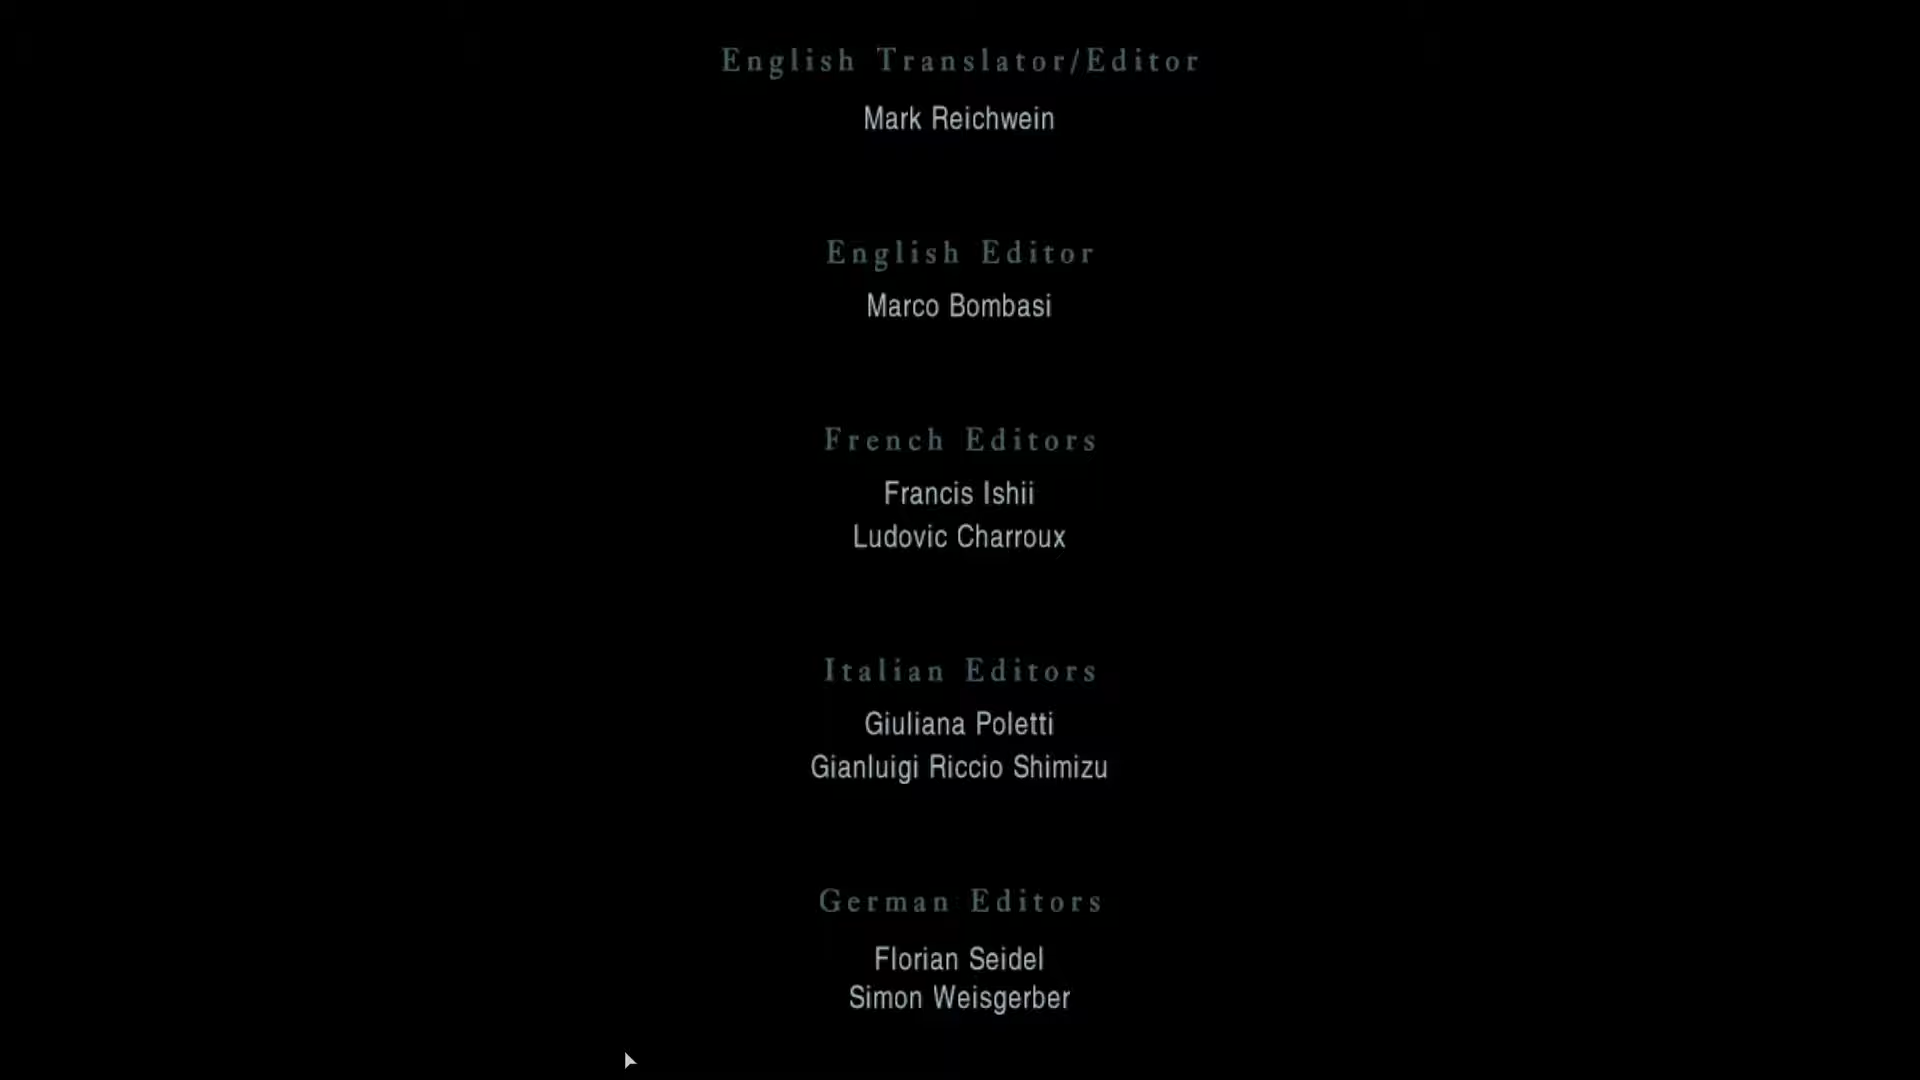 English Translator/Editor
Mark Reichwein
English Editor
Marco Bombasi
French Editors
Francis Ishii
Ludovic Charroux
Italian Editors
Giuliana Poletti
Gianluigi Riccio Shimizu
German Editors
Florian Seidel
Simon Weisgerber